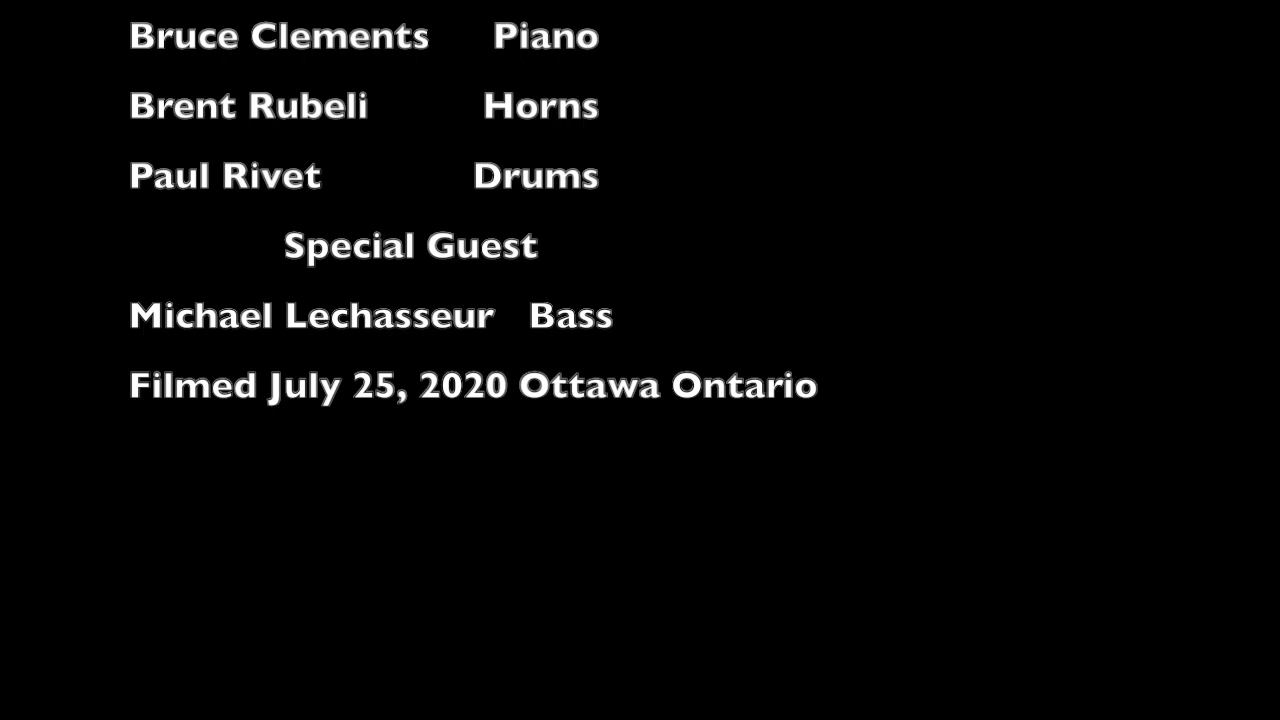 Bruce Clements Piano
Brent Rubeli Horns
Paul Rivet Drums
Special Guest
Michael Lechasseur Bass
Filmed July 25, 2020 Ottawa Ontario